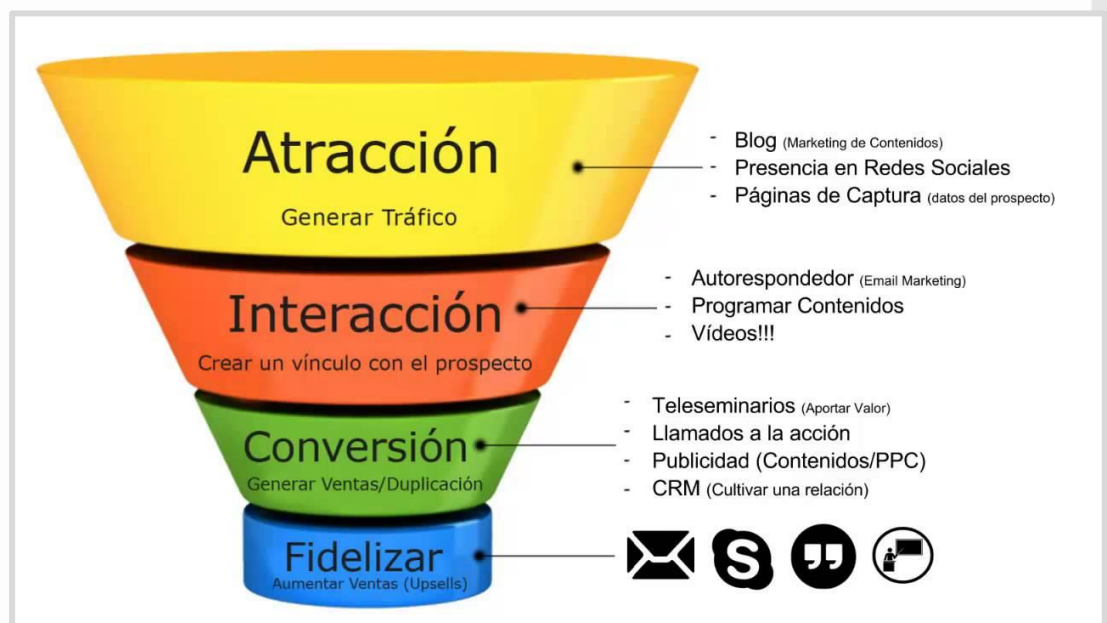 Atracción
Generar Tráfico
- Blog (Marketing de Contenidos)
- Presencia en Redes Sociales
- Páginas de Captura (datos del prospecto)
Interacción
Crear un vínculo con el prospecto
- Autorespondedor (Email Marketing)
- Programar Contenidos
- Vídeos!!!
Conversión
Generar Ventas/Duplicación
- Teleseminarios (Aportar Valor)
- Llamados a la acción
- Publicidad (Contenidos/PPC)
- CRM (Cultivar una relación)
Fidelizar
Aumentar Ventas (Upsells)